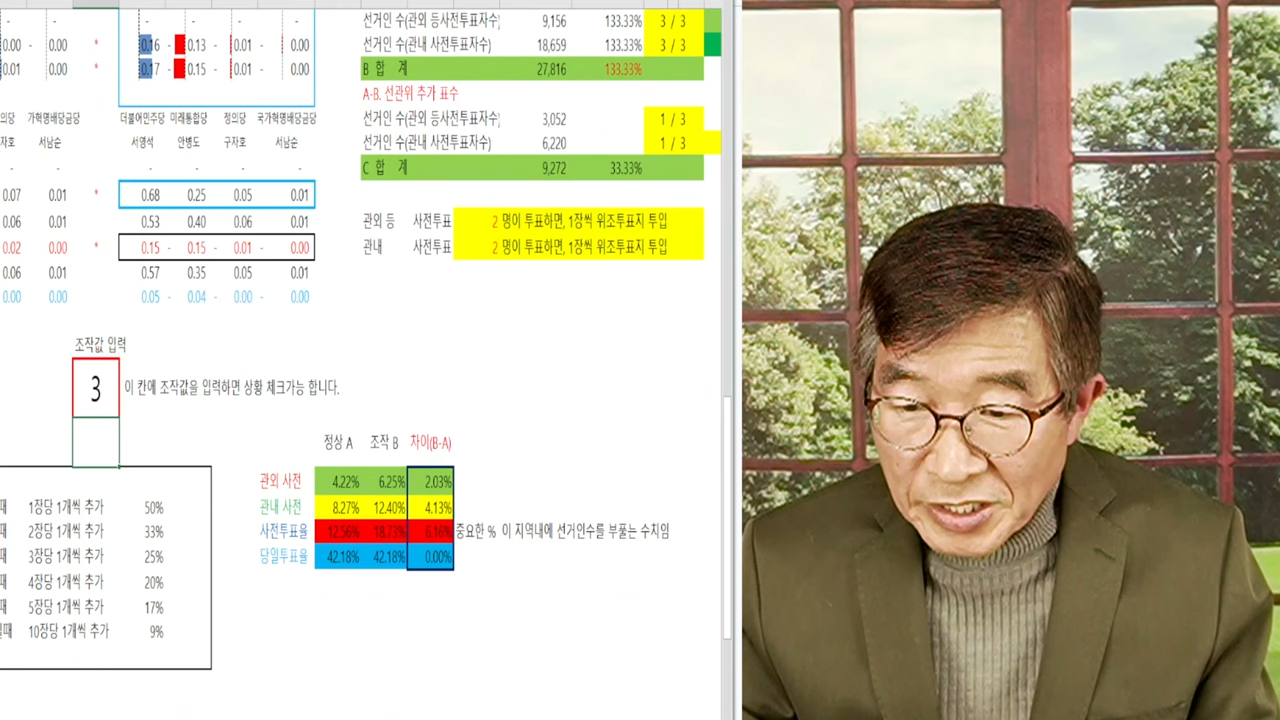 선거인 수(관외 등사전투표자수) 9,156 133.33% 3 / 3
0.00 - 0.00 * 0.16 - 0.13 - 0.01 - 0.00 선거인 수(관내 사전투표자수) 18,659 133.33% 3 / 3
0.01 0.00 * 0.17 - 0.15 - 0.01 - 0.00 B 합 계 27,816 133.33%
A-B. 선관위 추가 표수
의당 가혁명배당금당 더불어민주당 미래통합당 정의당 국가혁명배당금당 선거인 수(관외 등사전투표자수) 3,052 1 / 3
자호 서남순 서영석 안병도 구자호 서남순 선거인 수(관내 사전투표자수) 6,220 1 / 3
- - - - - - C 합 계 9,272 33.33%
0.07 0.01 * 0.68 0.25 0.05 0.01
0.06 0.01 0.53 0.40 0.06 0.01 관외 등 사전투표 2 명이 투표하면, 1장씩 위조투표지 투입
0.02 0.00 * 0.15 - 0.15 - 0.01 - 0.00 관내 사전투표 2 명이 투표하면, 1장씩 위조투표지 투입
0.06 0.01 0.57 0.35 0.05 0.01
0.00 0.00 0.05 - 0.04 - 0.00 - 0.00
조작값 입력
3 이 칸에 조작값을 입력하면 상황 체크가능 합니다.
정상 A 조작 B 차이(B-A)
관외 사전 4.22% 6.25% 2.03%
관내 사전 8.27% 12.40% 4.13%
때 1장당 1개씩 추가 50%
사전투표율 12.56% 18.73% 6.16% 중요한 % 이 지역내에 선거인수를 부풀는 수치임
때 2장당 1개씩 추가 33%
당일투표율 42.18% 42.18% 0.00%
때 3장당 1개씩 추가 25%
때 4장당 1개씩 추가 20%
때 5장당 1개씩 추가 17%
일때 10장당 1개씩 추가 9%